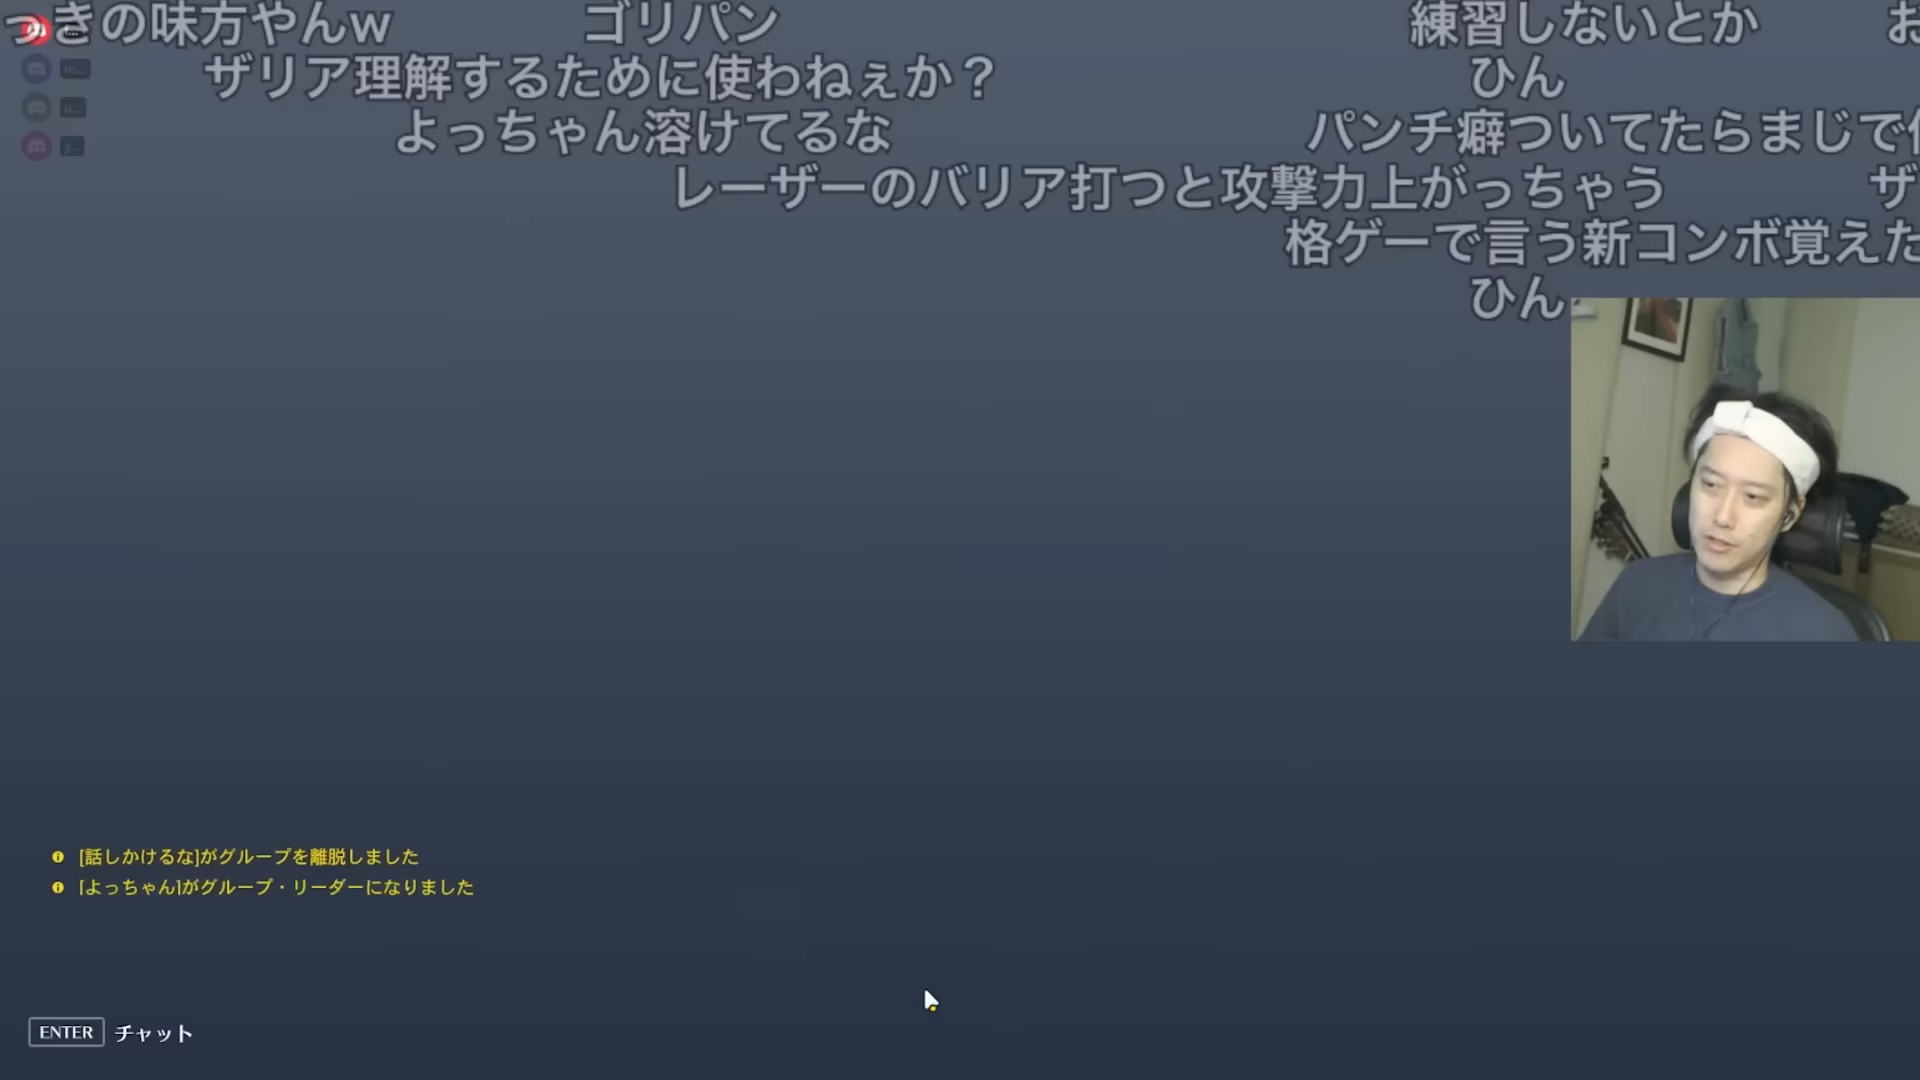 っきの味方やんw ゴリパン 練習しないとか お
ザリア理解するために使わねぇか？ ひん
よっちゃん溶けてるな パンチ癖ついてたらまじで
レーザーのバリア打つと攻撃力上がっちゃう ザ
格ゲーで言う新コンボ覚えた
ひん
[話しかけるな]がグループを離脱しました
[よっちゃん]がグループ・リーダーになりました
ENTER チャット